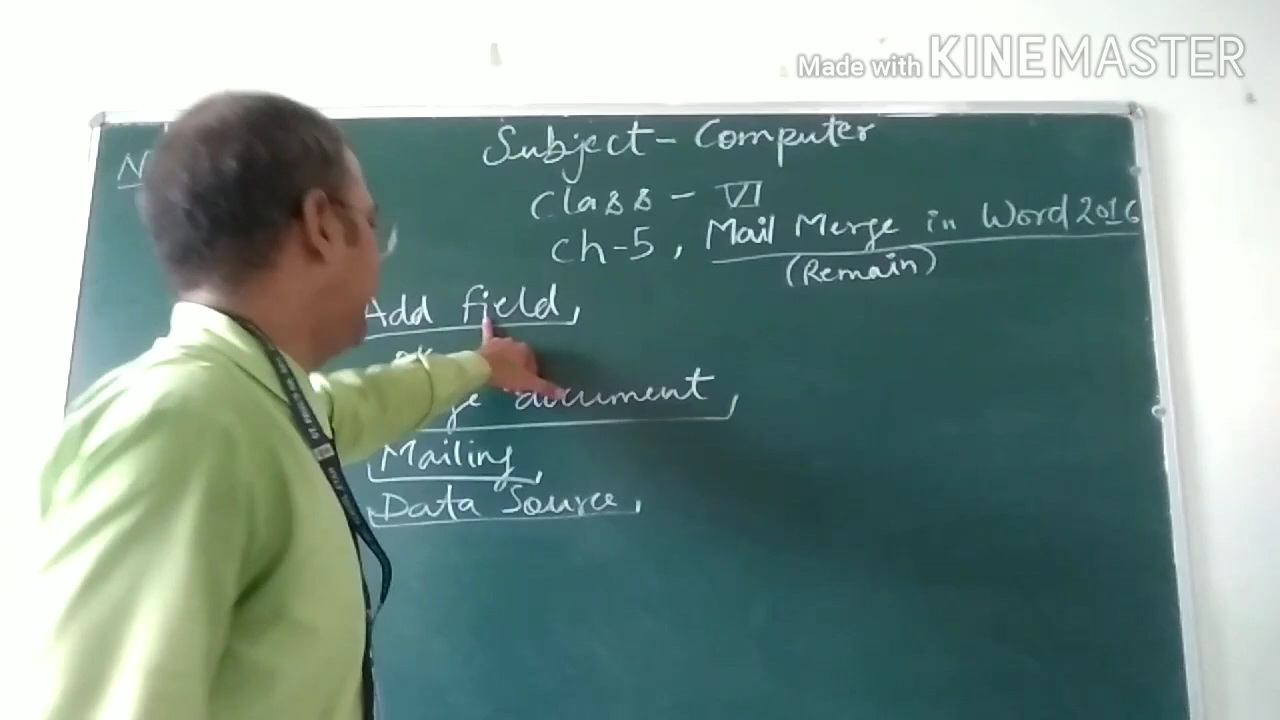 Made with KINEMASTER
Subject - Computer
Class - VI
Ch-5, Mail Merge in Word 2016
(Remain)
Add field,
document,
Mailing,
Data Source,